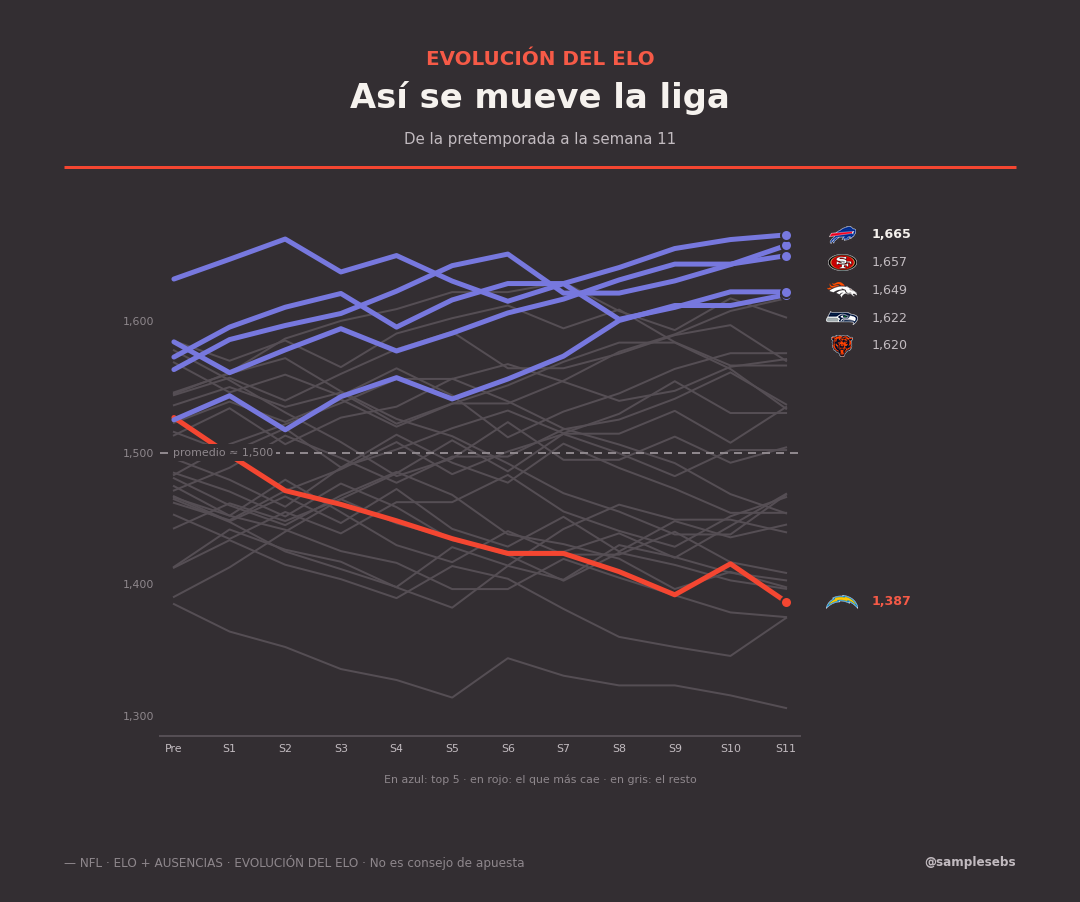 EVOLUCIÓN DEL ELO
Así se mueve la liga
De la pretemporada a la semana 11
1,665
1,657
1,649
1,622
1,620
1,600
1,500
promedio ≈ 1,500
1,400
1,387
1,300
Pre S1 S2 S3 S4 S5 S6 S7 S8 S9 S10 S11
En azul: top 5 · en rojo: el que más cae · en gris: el resto
— NFL · ELO + AUSENCIAS · EVOLUCIÓN DEL ELO · No es consejo de apuesta
@samplesebs